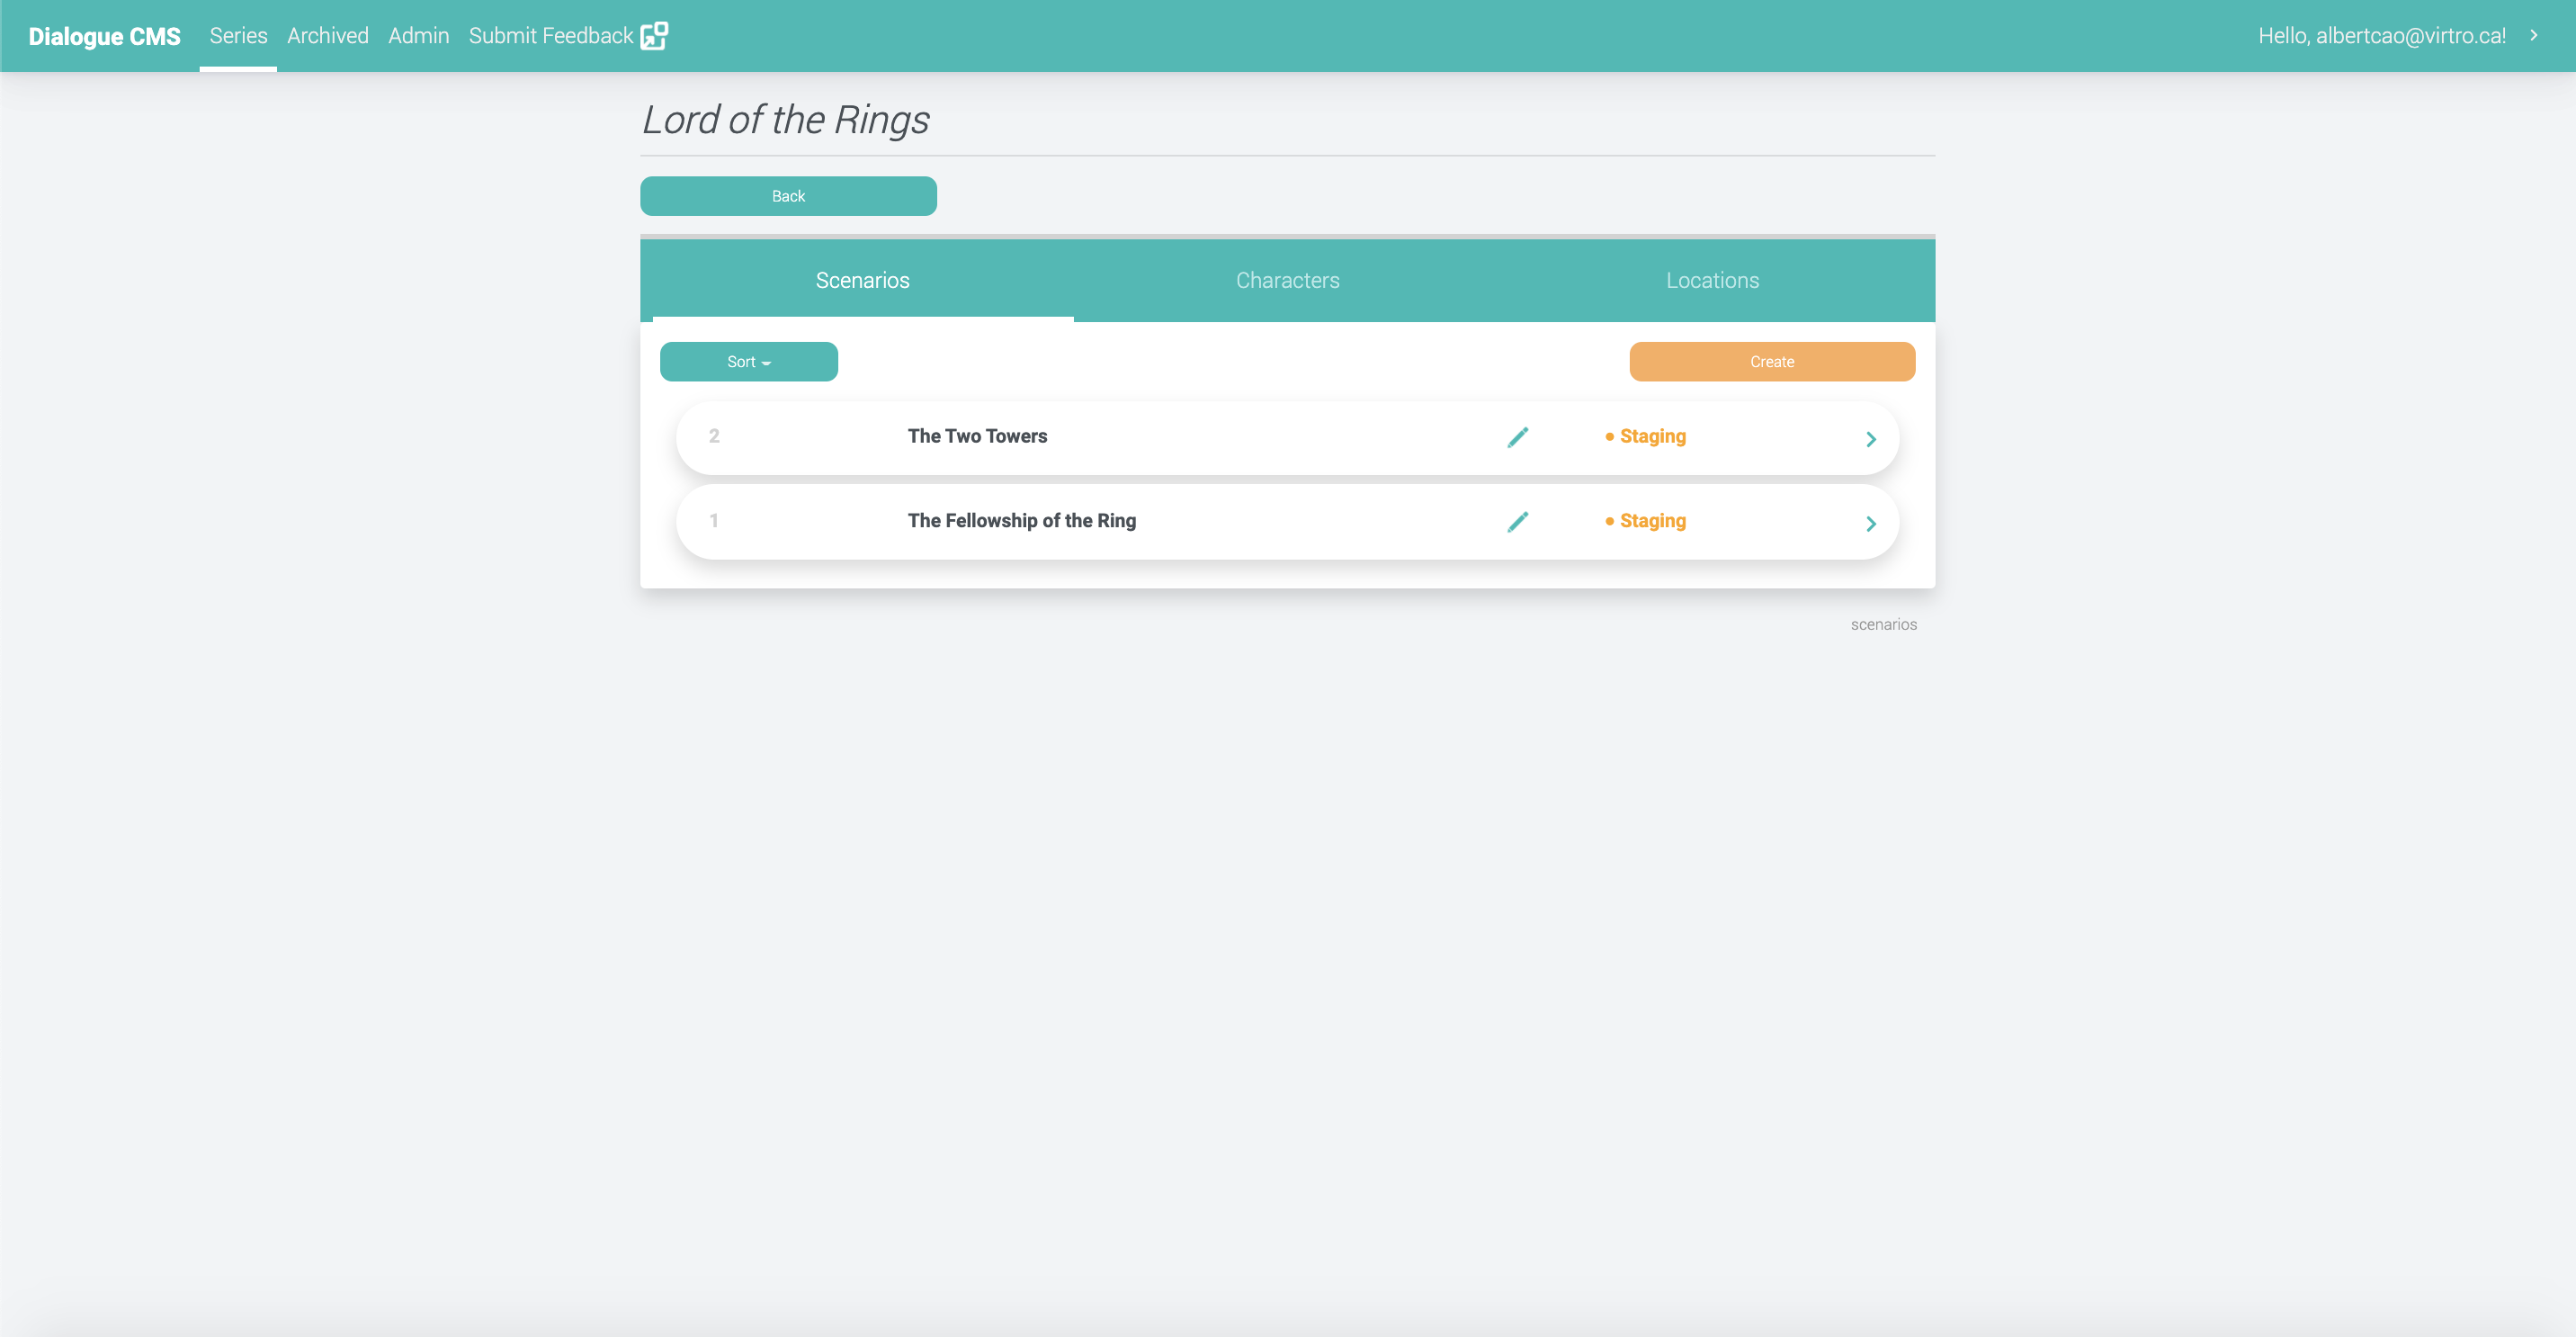 Dialogue CMS Series Archived Admin Submit Feedback Hello, albertcao@virtro.ca!
Lord of the Rings
Back
Scenarios Characters Locations
Sort Create
2 The Two Towers Staging
1 The Fellowship of the Ring Staging
scenarios